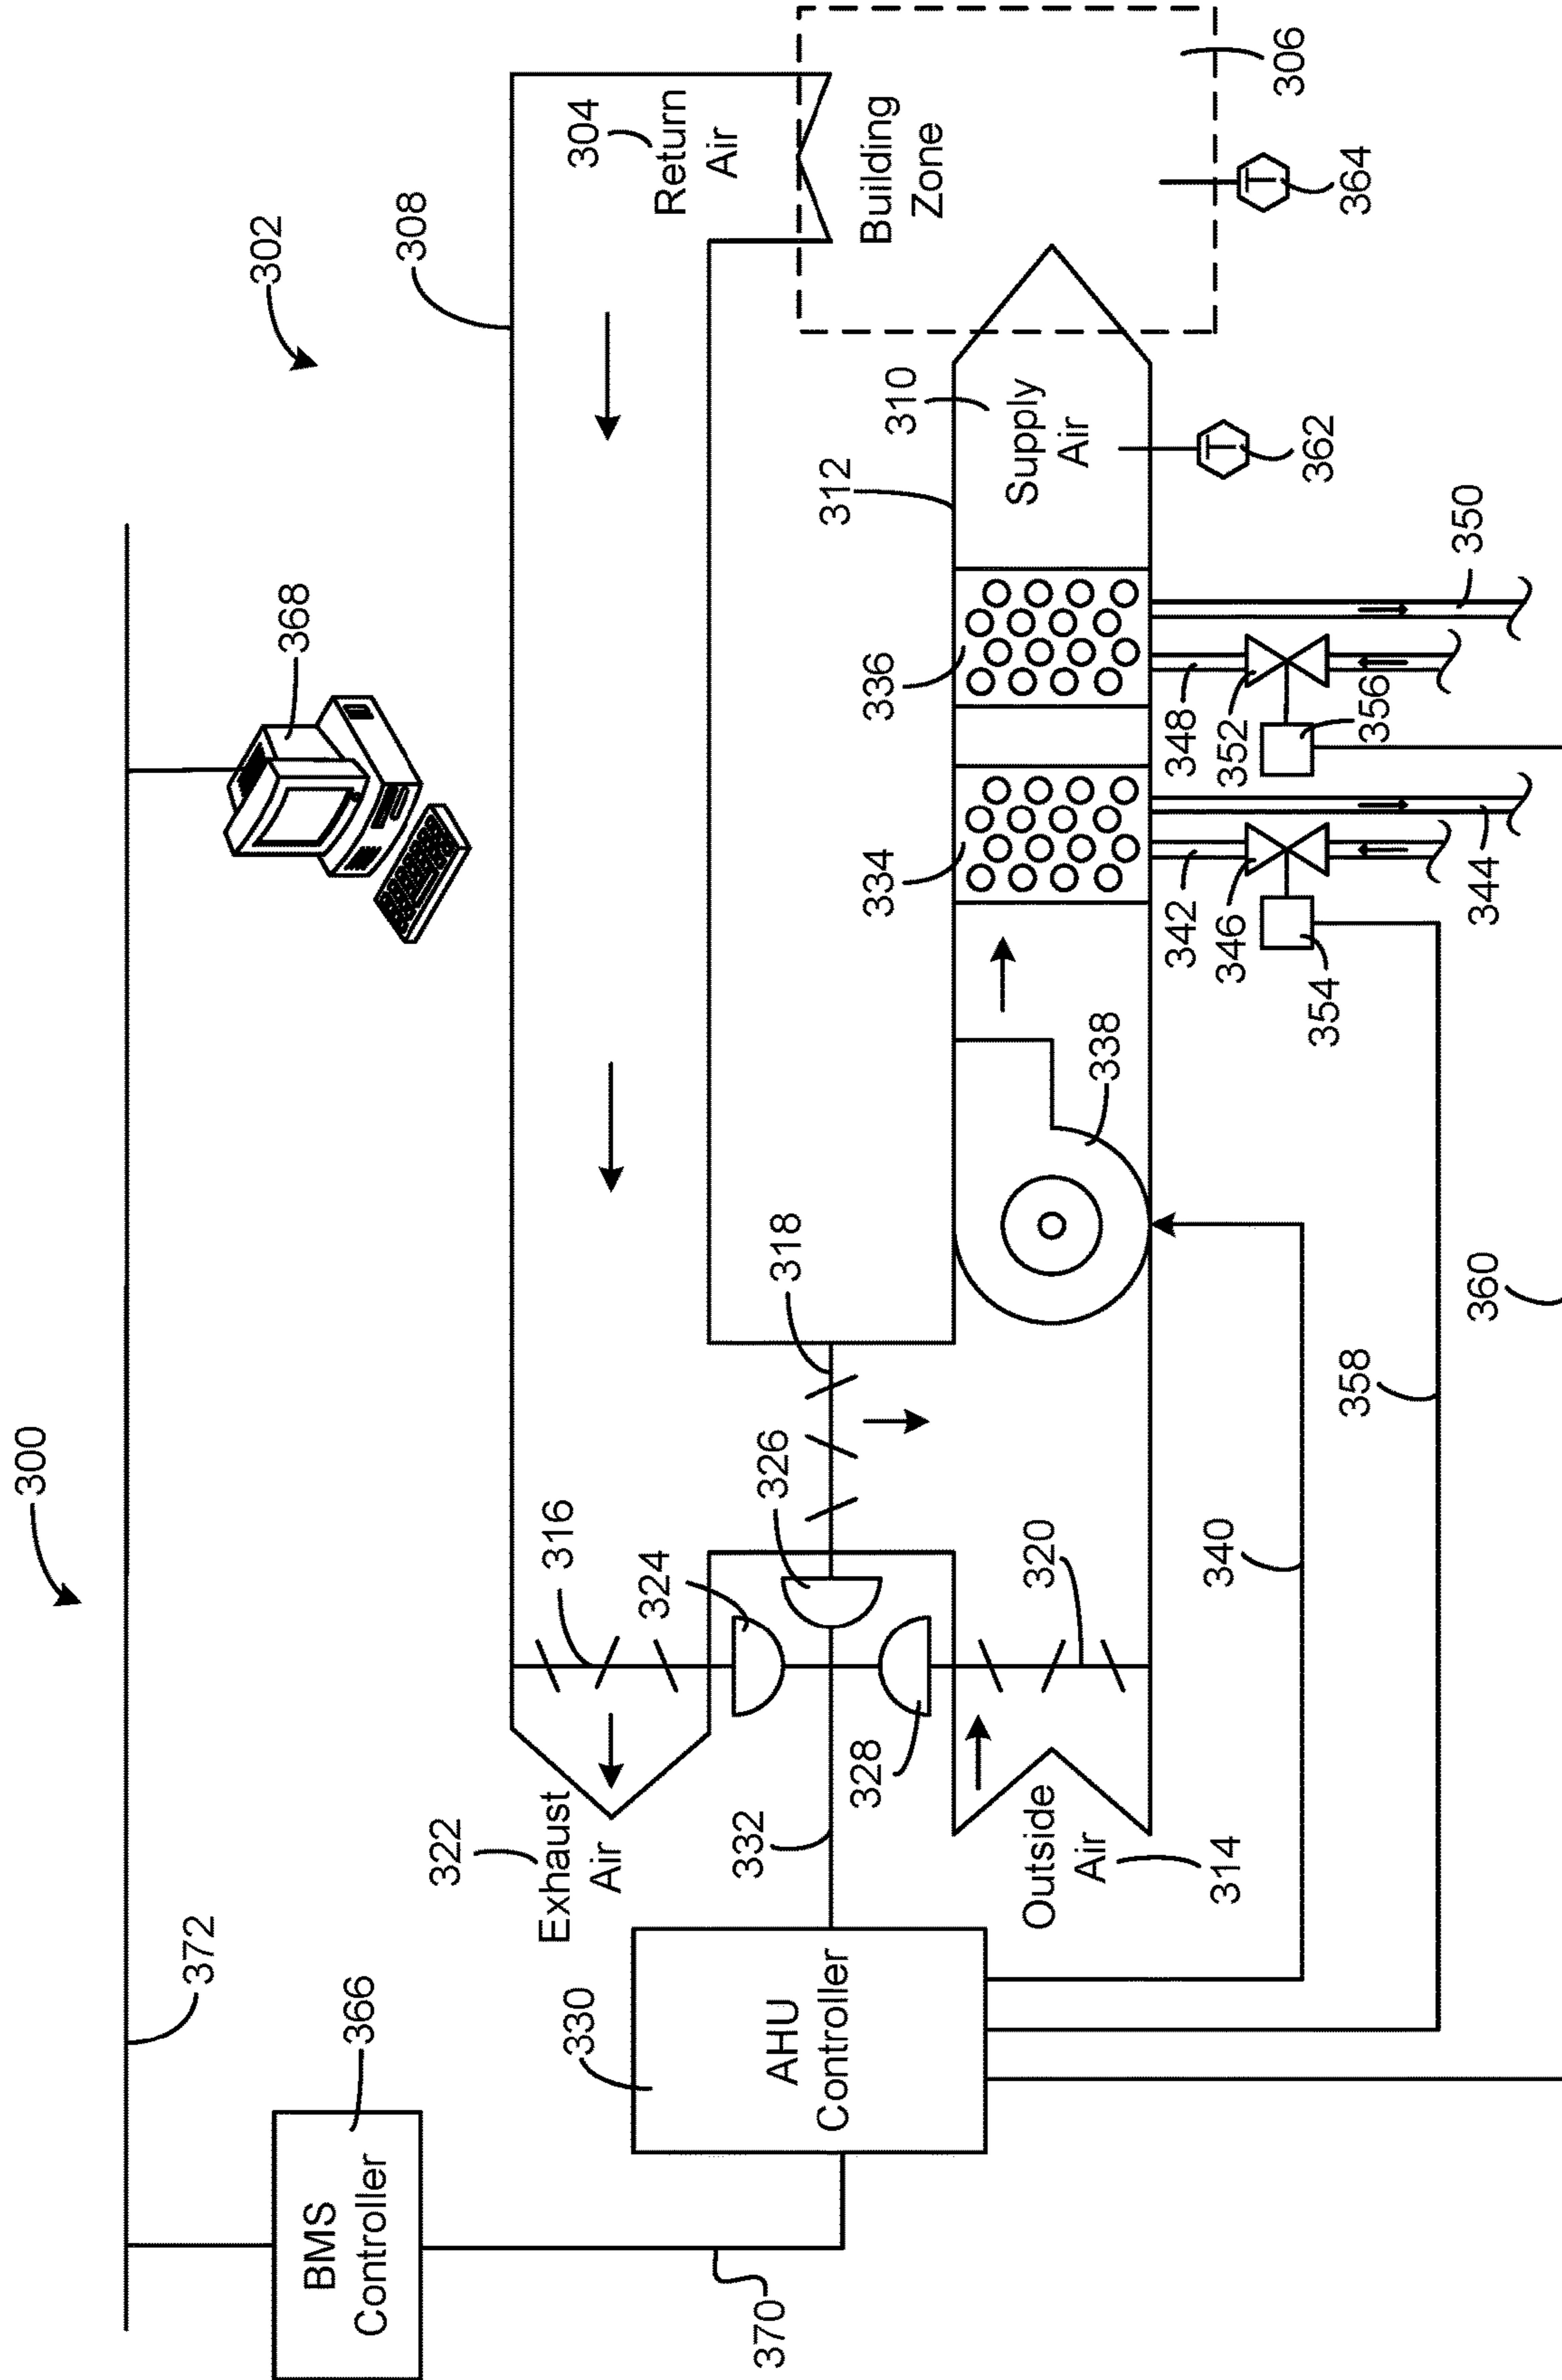 300
372
366
BMS
Controller
370
330
AHU
Controller
332
322
Exhaust
Air
316
324
326
328
318
320
Outside
Air
314
340
358
360
338
302
308
304
Return
Air
Building
Zone
306
368
334
336
312
310
Supply
Air
342
346
354
344
348
352
356
350
T
362
T
364